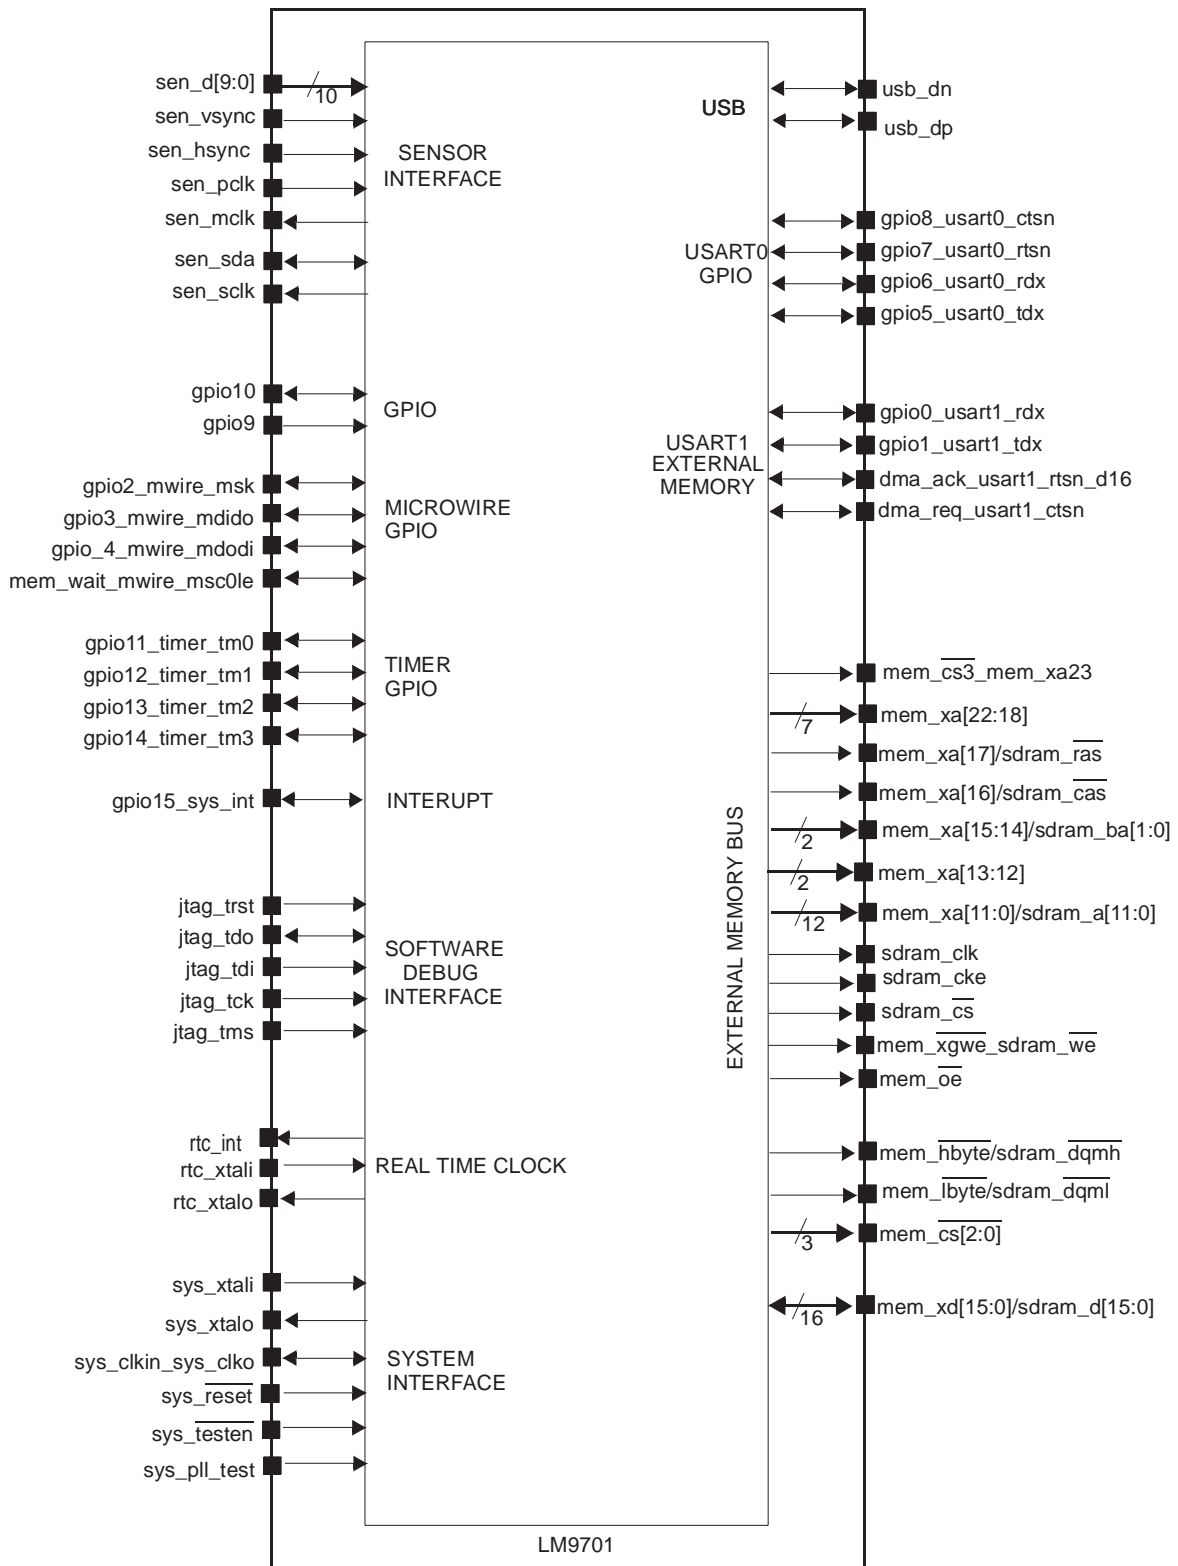 sen_d[9:0]
10
sen_vsync
sen_hsync
sen_pclk
sen_mclk
sen_sda
sen_sclk
SENSOR
INTERFACE
gpio10
gpio9
GPIO
gpio2_mwire_msk
gpio3_mwire_mdido
gpio_4_mwire_mdodi
mem_wait_mwire_msc0le
MICROWIRE
GPIO
gpio11_timer_tm0
gpio12_timer_tm1
gpio13_timer_tm2
gpio14_timer_tm3
TIMER
GPIO
gpio15_sys_int
INTERUPT
jtag_trst
jtag_tdo
jtag_tdi
jtag_tck
jtag_tms
SOFTWARE
DEBUG
INTERFACE
rtc_int
rtc_xtali
rtc_xtalo
REAL TIME CLOCK
sys_xtali
sys_xtalo
sys_clkin_sys_clko
sys_reset
sys_testen
sys_pll_test
SYSTEM
INTERFACE
USB
usb_dn
usb_dp
USART0
GPIO
gpio8_usart0_ctsn
gpio7_usart0_rtsn
gpio6_usart0_rdx
gpio5_usart0_tdx
USART1
EXTERNAL
MEMORY
gpio0_usart1_rdx
gpio1_usart1_tdx
dma_ack_usart1_rtsn_d16
dma_req_usart1_ctsn
EXTERNAL MEMORY BUS
mem_cs3_mem_xa23
7
mem_xa[22:18]
mem_xa[17]/sdram_ras
mem_xa[16]/sdram_cas
2
mem_xa[15:14]/sdram_ba[1:0]
2
mem_xa[13:12]
12
mem_xa[11:0]/sdram_a[11:0]
sdram_clk
sdram_cke
sdram_cs
mem_xgwe_sdram_we
mem_oe
mem_hbyte/sdram_dqmh
mem_lbyte/sdram_dqml
3
mem_cs[2:0]
16
mem_xd[15:0]/sdram_d[15:0]
LM9701